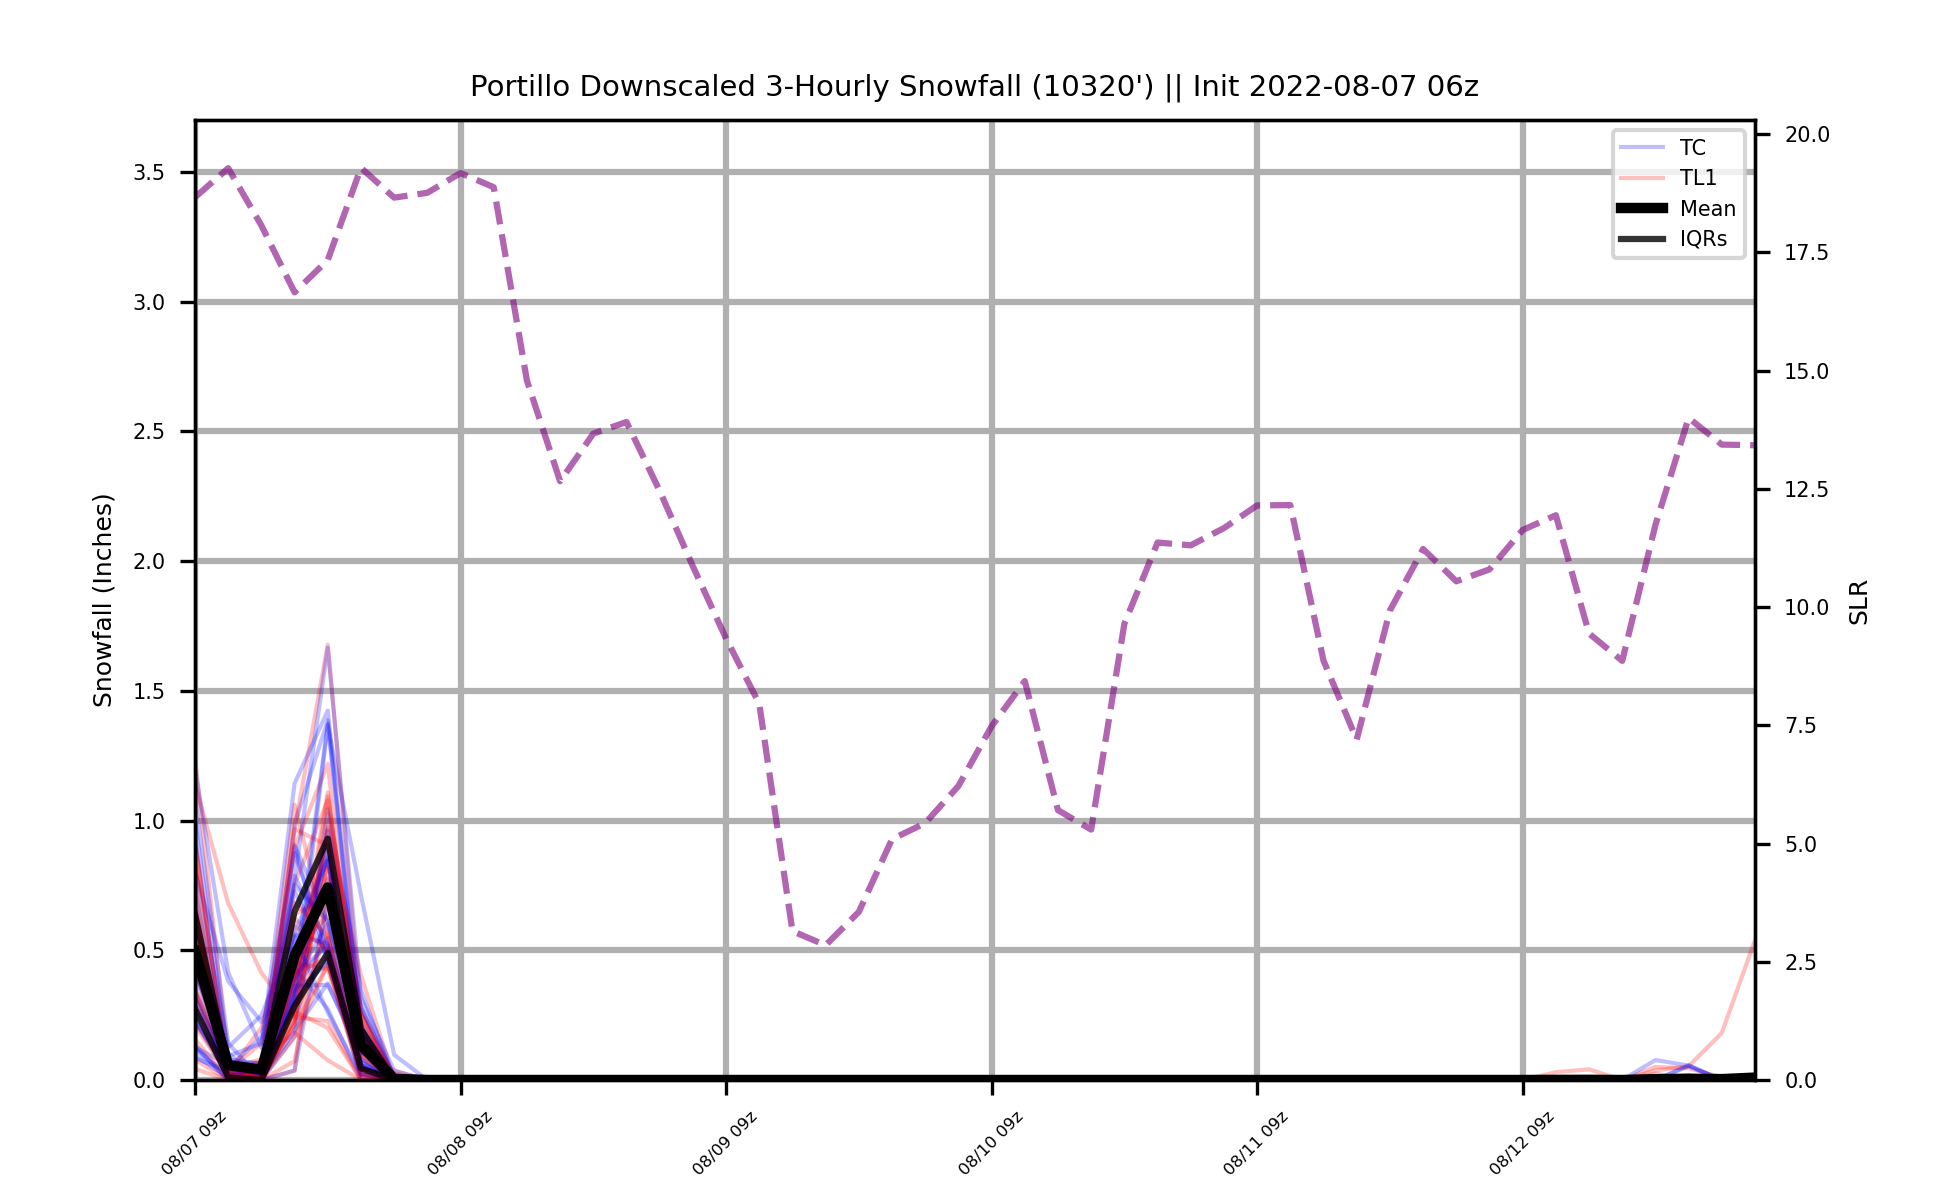 Portillo Downscaled 3-Hourly Snowfall (10320') || Init 2022-08-07 06z
TC
TL1
Mean
IQRs
Snowfall (Inches)
3.5
3.0
2.5
2.0
1.5
1.0
0.5
0.0
20.0
17.5
15.0
12.5
10.0
7.5
5.0
2.5
0.0
SLR
08/07 09z
08/08 09z
08/09 09z
08/10 09z
08/11 09z
08/12 09z